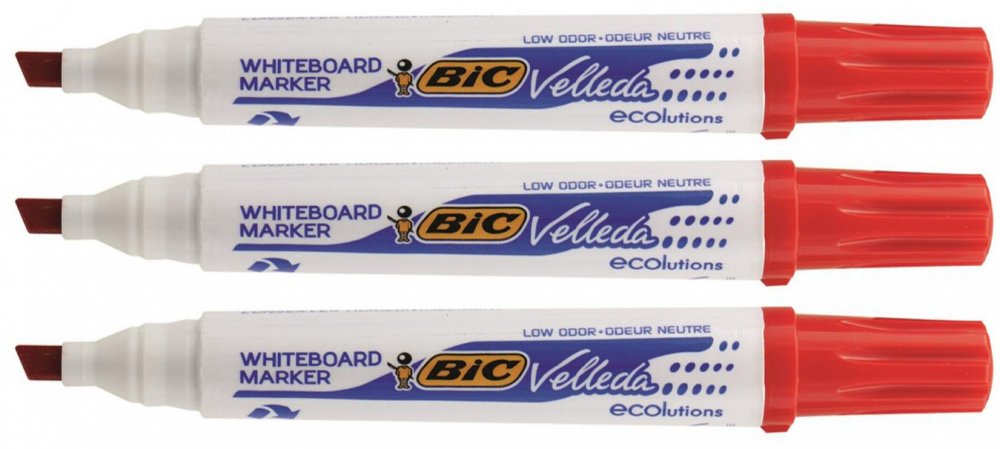 LOW ODOR • ODEUR NEUTRE
WHITEBOARD
MARKER
BiC
Velleda
ecolutions
LOW ODOR • ODEUR NEUTRE
WHITEBOARD
MARKER
BiC
Velleda
ecolutions
LOW ODOR • ODEUR NEUTRE
WHITEBOARD
MARKER
BiC
Velleda
ecolutions